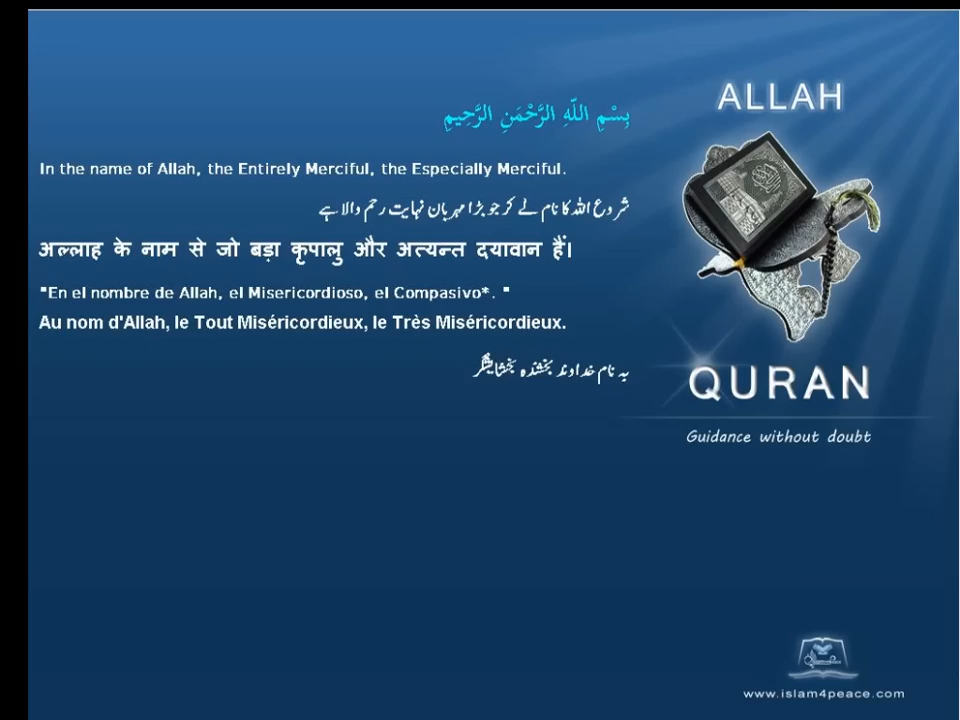 بِسْمِ اللّهِ الرَّحْمَنِ الرَّحِيمِ
In the name of Allah, the Entirely Merciful, the Especially Merciful.
شروع اللہ کا نام لے کر جو بڑا مہربان نہایت رحم والا ہے
अल्लाह के नाम से जो बड़ा कृपालु और अत्यन्त दयावान हैं।
"En el nombre de Allah, el Misericordioso, el Compasivo*. "
Au nom d'Allah, le Tout Miséricordieux, le Très Miséricordieux.
به نام خداوند بخشنده بخشایشگر
ALLAH
QURAN
Guidance without doubt
www.islam4peace.com